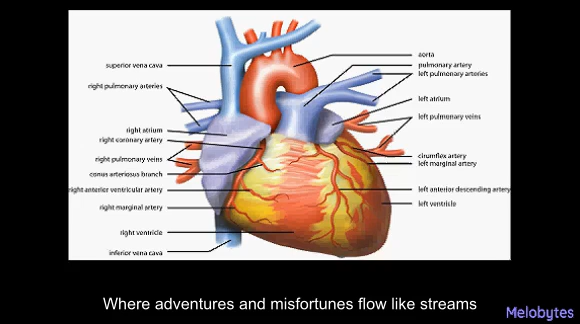 superior vena cava
right pulmonary arteries
right atrium
right coronary artery
right pulmonary veins
conus arteriosus branch
right anterior ventricular artery
right marginal artery
right ventricle
inferior vena cava
aorta
pulmonary artery
left pulmonary arteries
left atrium
left pulmonary veins
cirumflex artery
left marginal artery
left anterior descending artery
left ventricle
Where adventures and misfortunes flow like streams
Melobytes